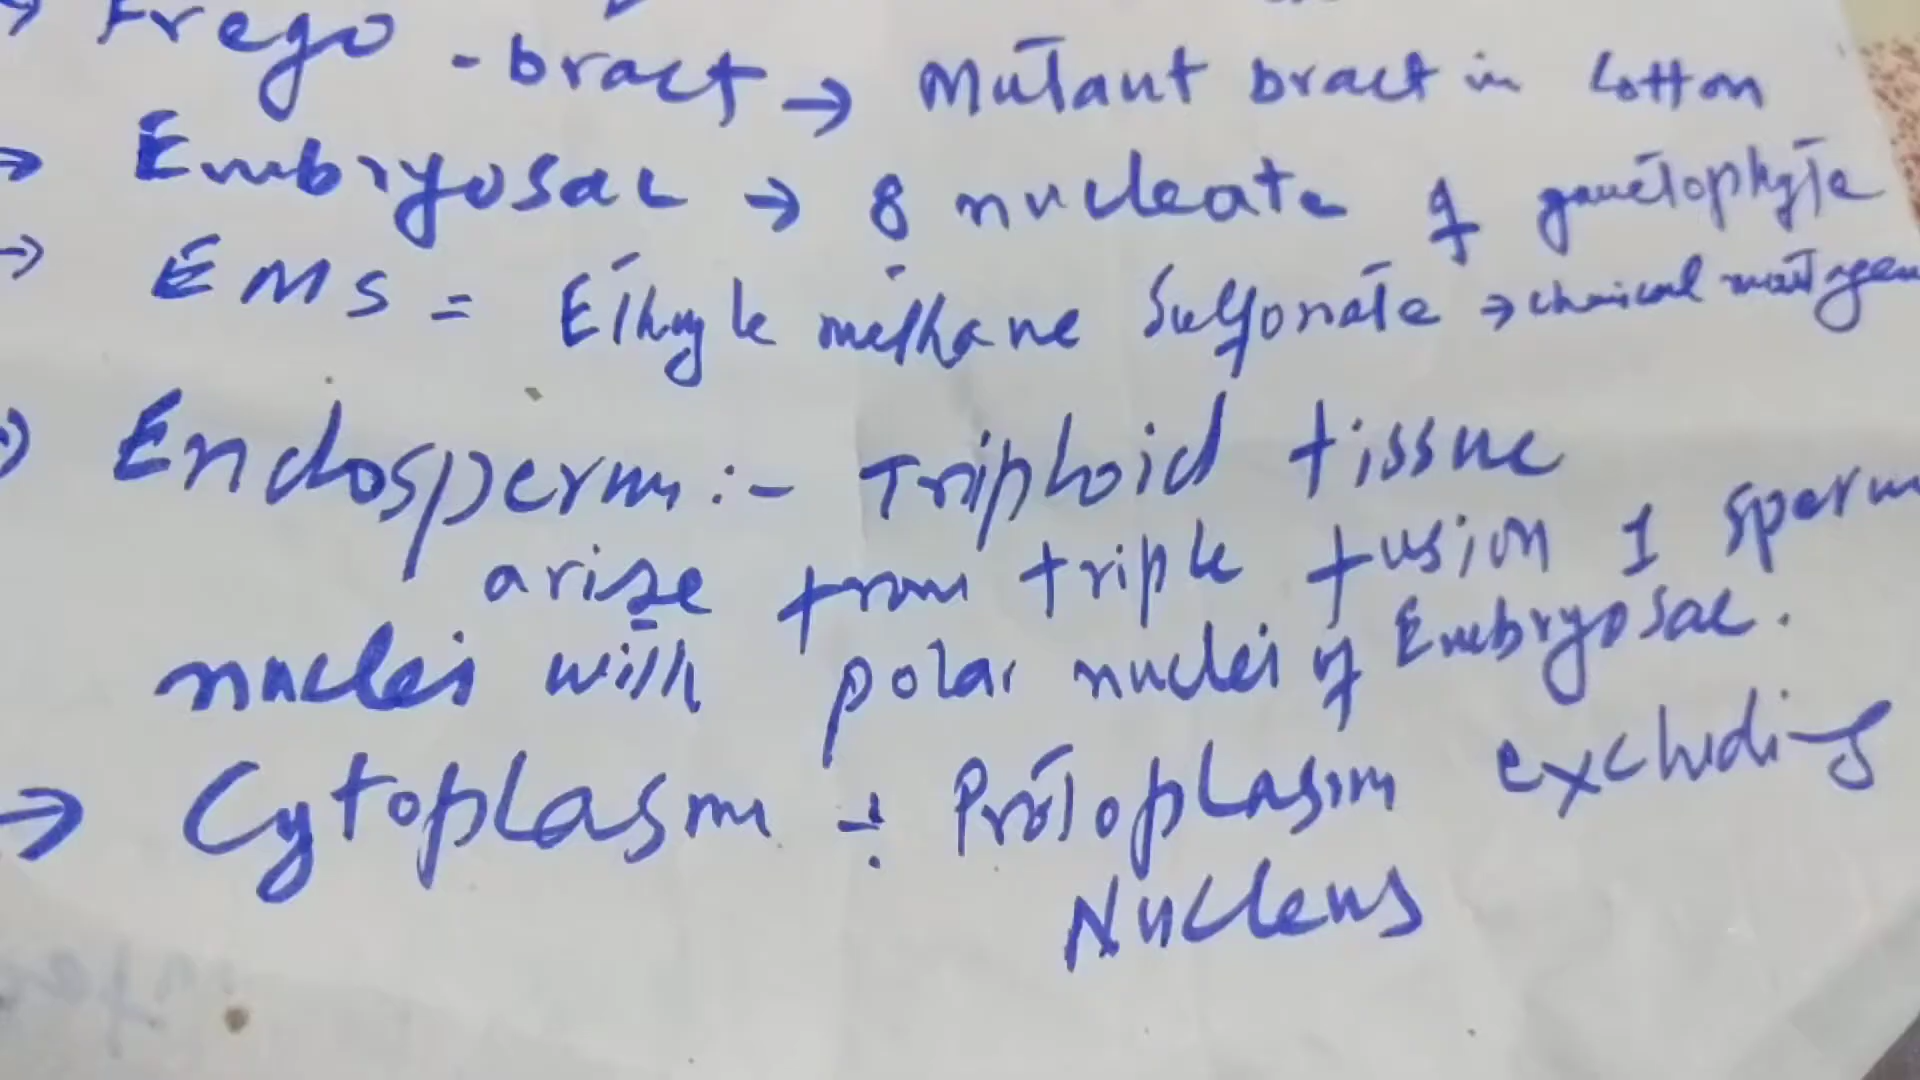 → Frego - bract → Mutant bract in Cotton
→ Embryosac → 8 nucleate of gametophyte
→ EMS = Ethyle methane Sulfonate → chemical mutagen
Endosperm :- Triploid tissue
arise from triple fusion 1 sperm
nuclei with polar nuclei of Embryosac.
→ Cytoplasm ÷ Protoplasm excluding
Nucleus